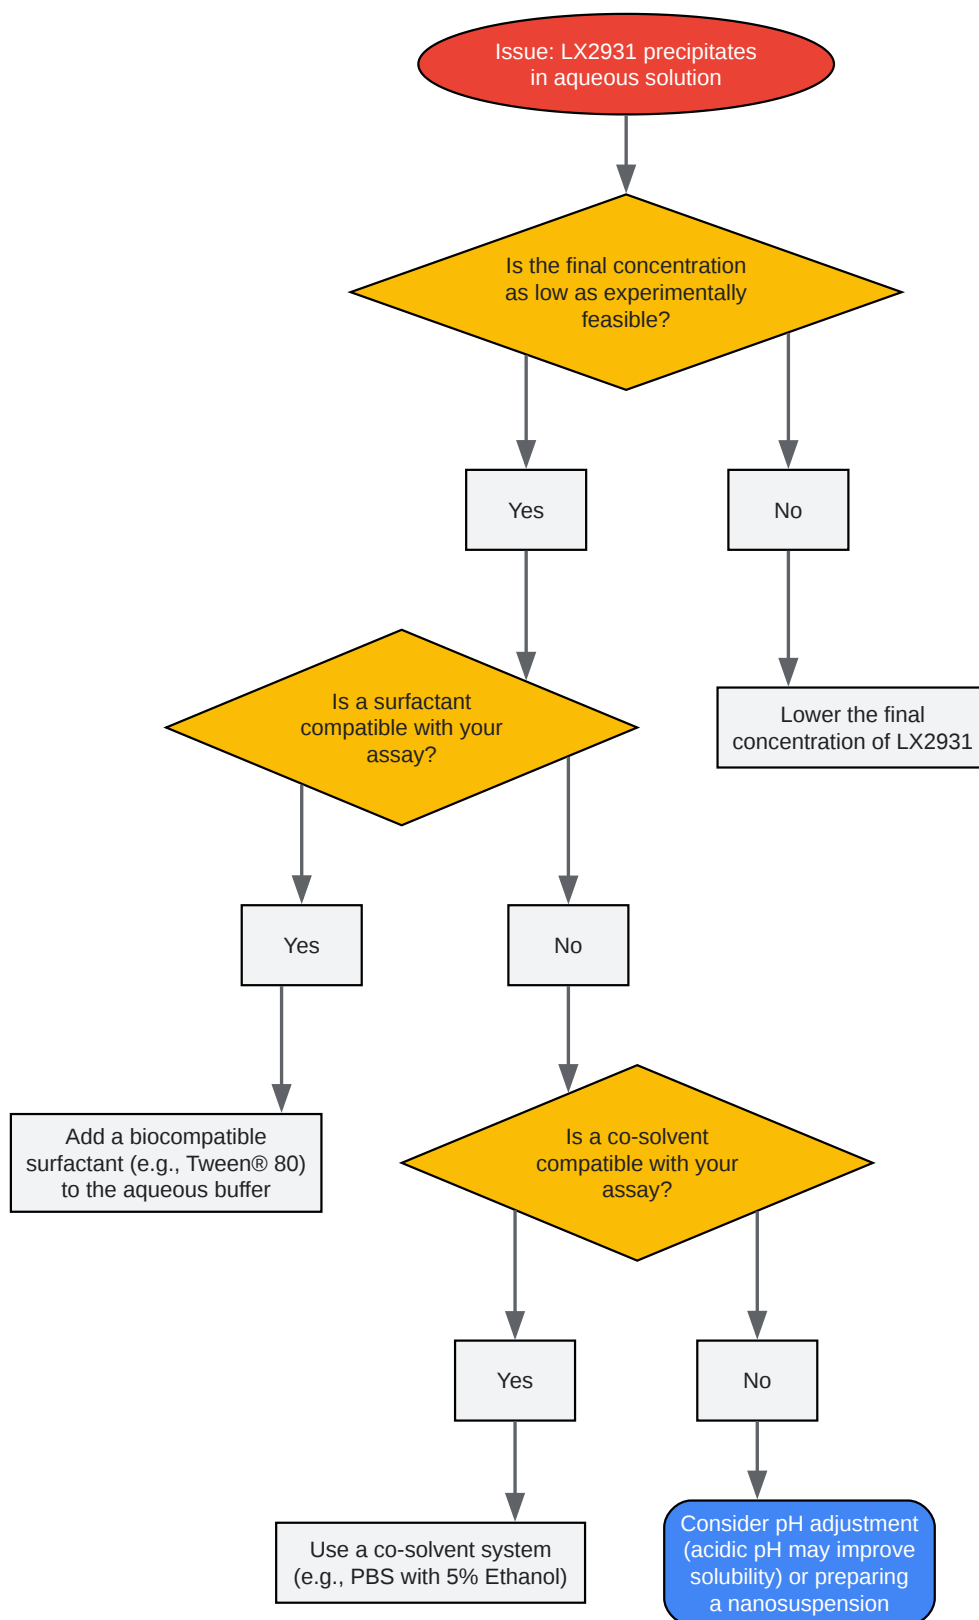 Issue: LX2931 precipitates
in aqueous solution
Is the final concentration
as low as experimentally
feasible?
Yes
No
Is a surfactant
compatible with your
assay?
Lower the final
concentration of LX2931
Yes
No
Add a biocompatible
surfactant (e.g., Tween® 80)
to the aqueous buffer
Is a co-solvent
compatible with your
assay?
Yes
No
Use a co-solvent system
(e.g., PBS with 5% Ethanol)
Consider pH adjustment
(acidic pH may improve
solubility) or preparing
a nanosuspension